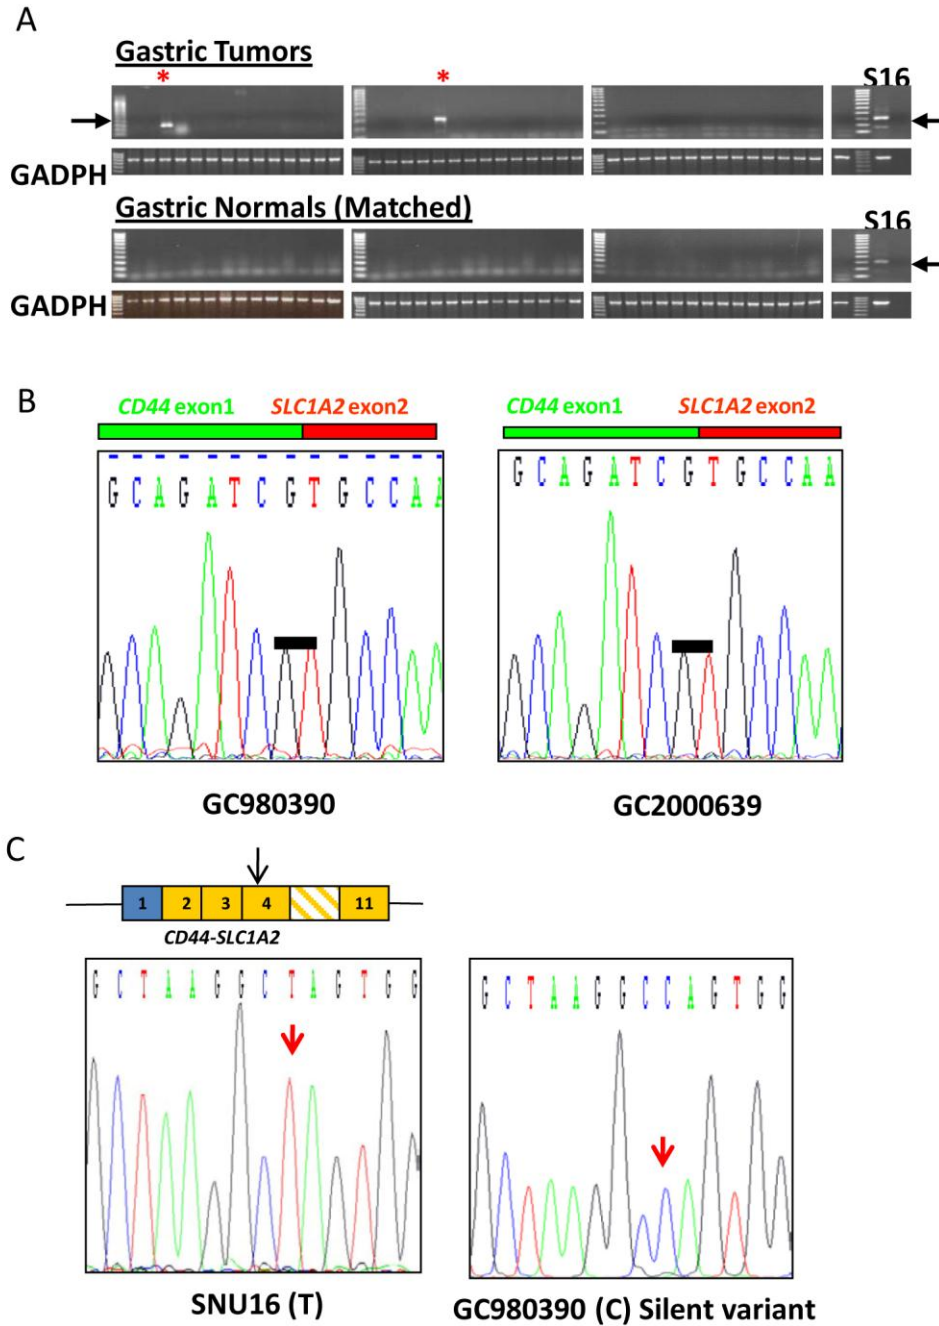 A
Gastric Tumors
* *
S16
GADPH
Gastric Normals (Matched)
S16
GADPH
B
CD44 exon1 SLC1A2 exon2
CD44 exon1 SLC1A2 exon2
G C A G A T C G T G C C A A
G C A G A T C G T G C C A A
GC980390
GC2000639
C
1 2 3 4 11
CD44-SLC1A2
G C T A A G G C T A G T G G
G C T A A G G C C A G T G G
SNU16 (T)
GC980390 (C) Silent variant